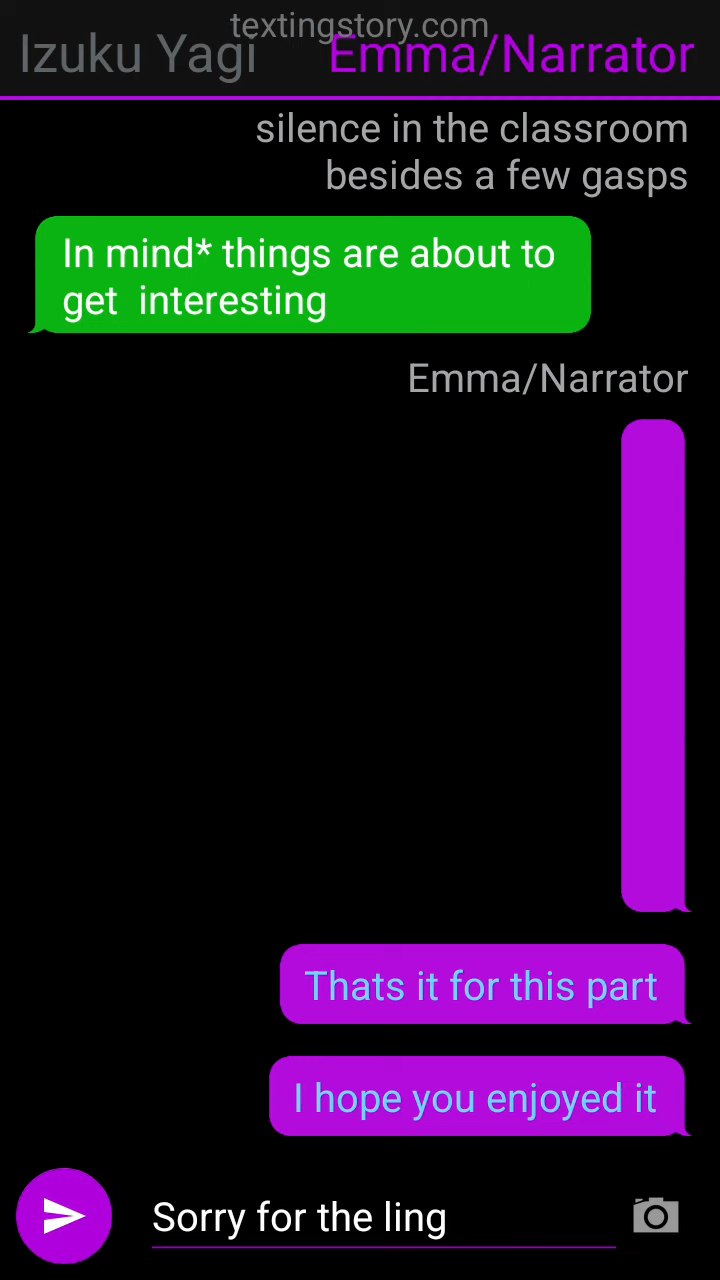 textingstory.com
Izuku Yagi Emma/Narrator
silence in the classroom
besides a few gasps
In mind* things are about to
get  interesting
Emma/Narrator
Thats it for this part
I hope you enjoyed it
Sorry for the ling